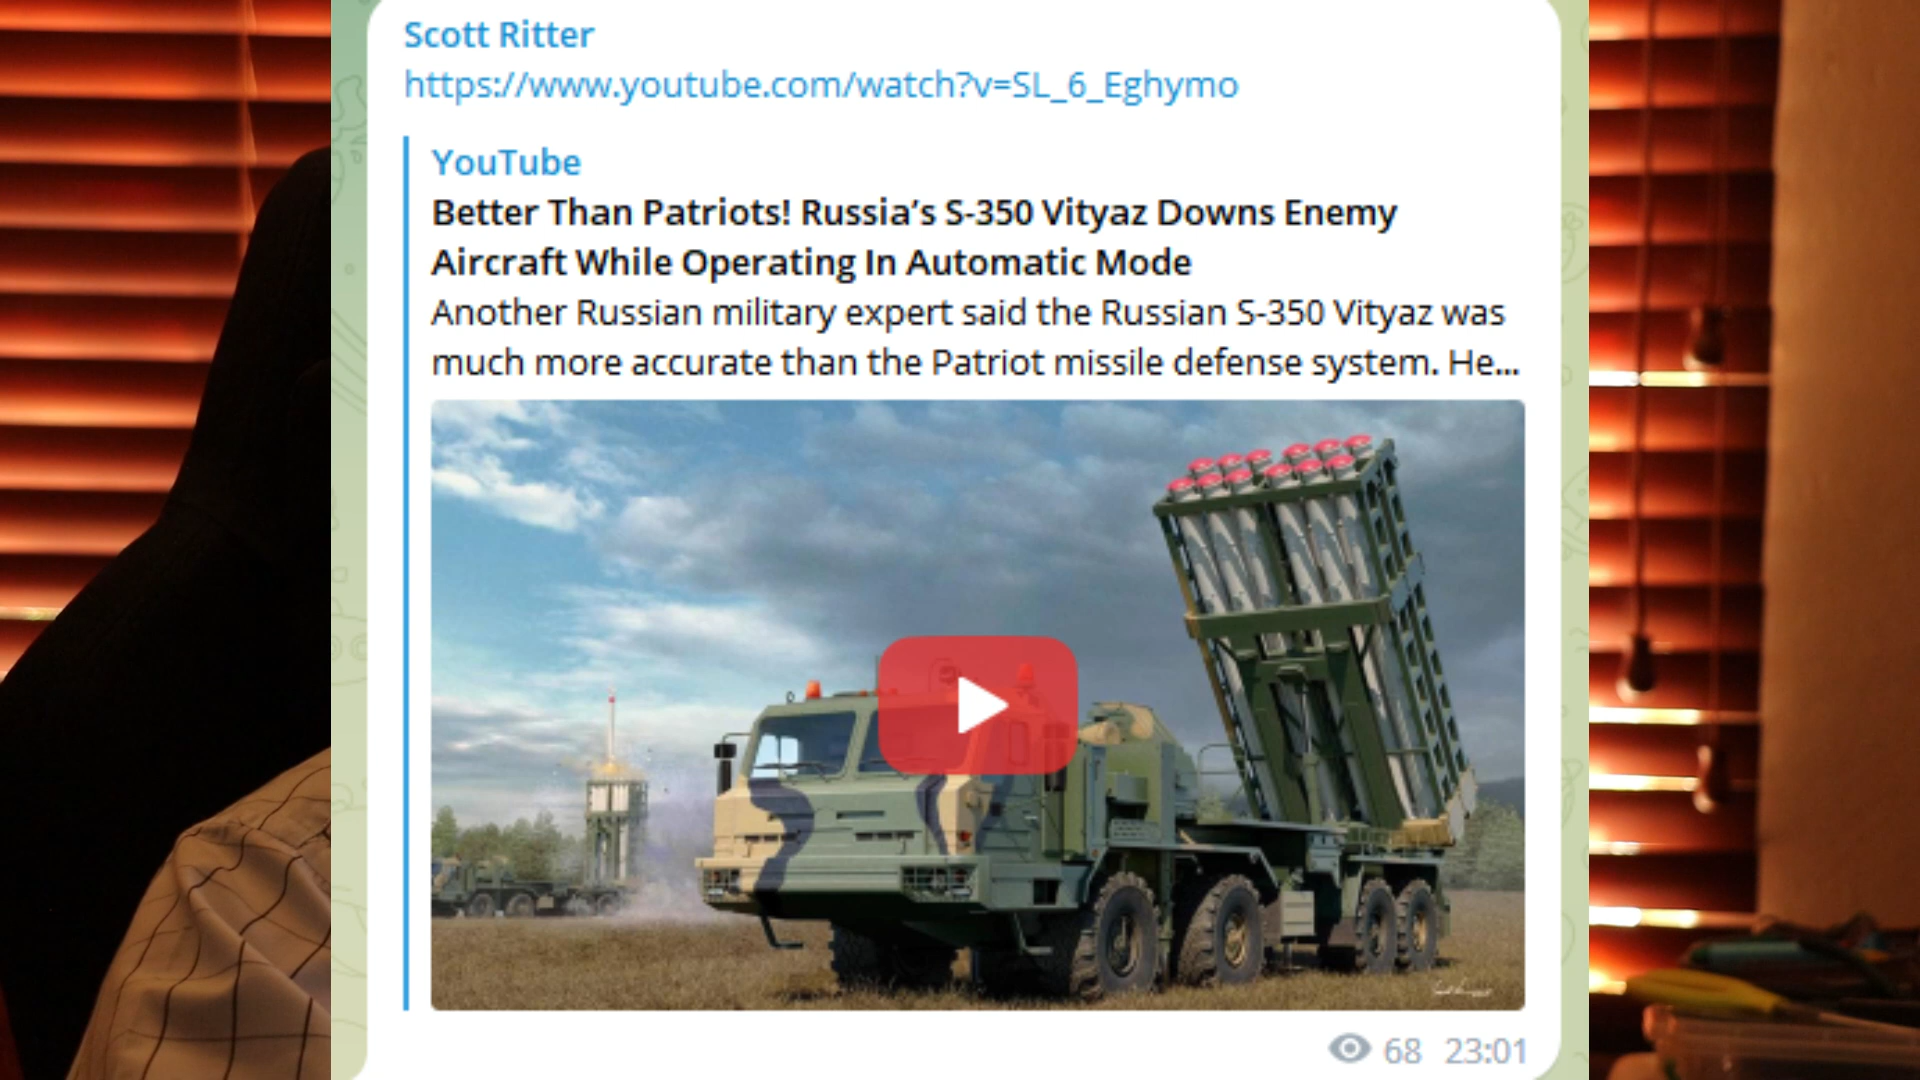 Scott Ritter
https://www.youtube.com/watch?v=SL_6_Eghymo
YouTube
Better Than Patriots! Russia’s S-350 Vityaz Downs Enemy
Aircraft While Operating In Automatic Mode
Another Russian military expert said the Russian S-350 Vityaz was
much more accurate than the Patriot missile defense system. He...
68 23:01